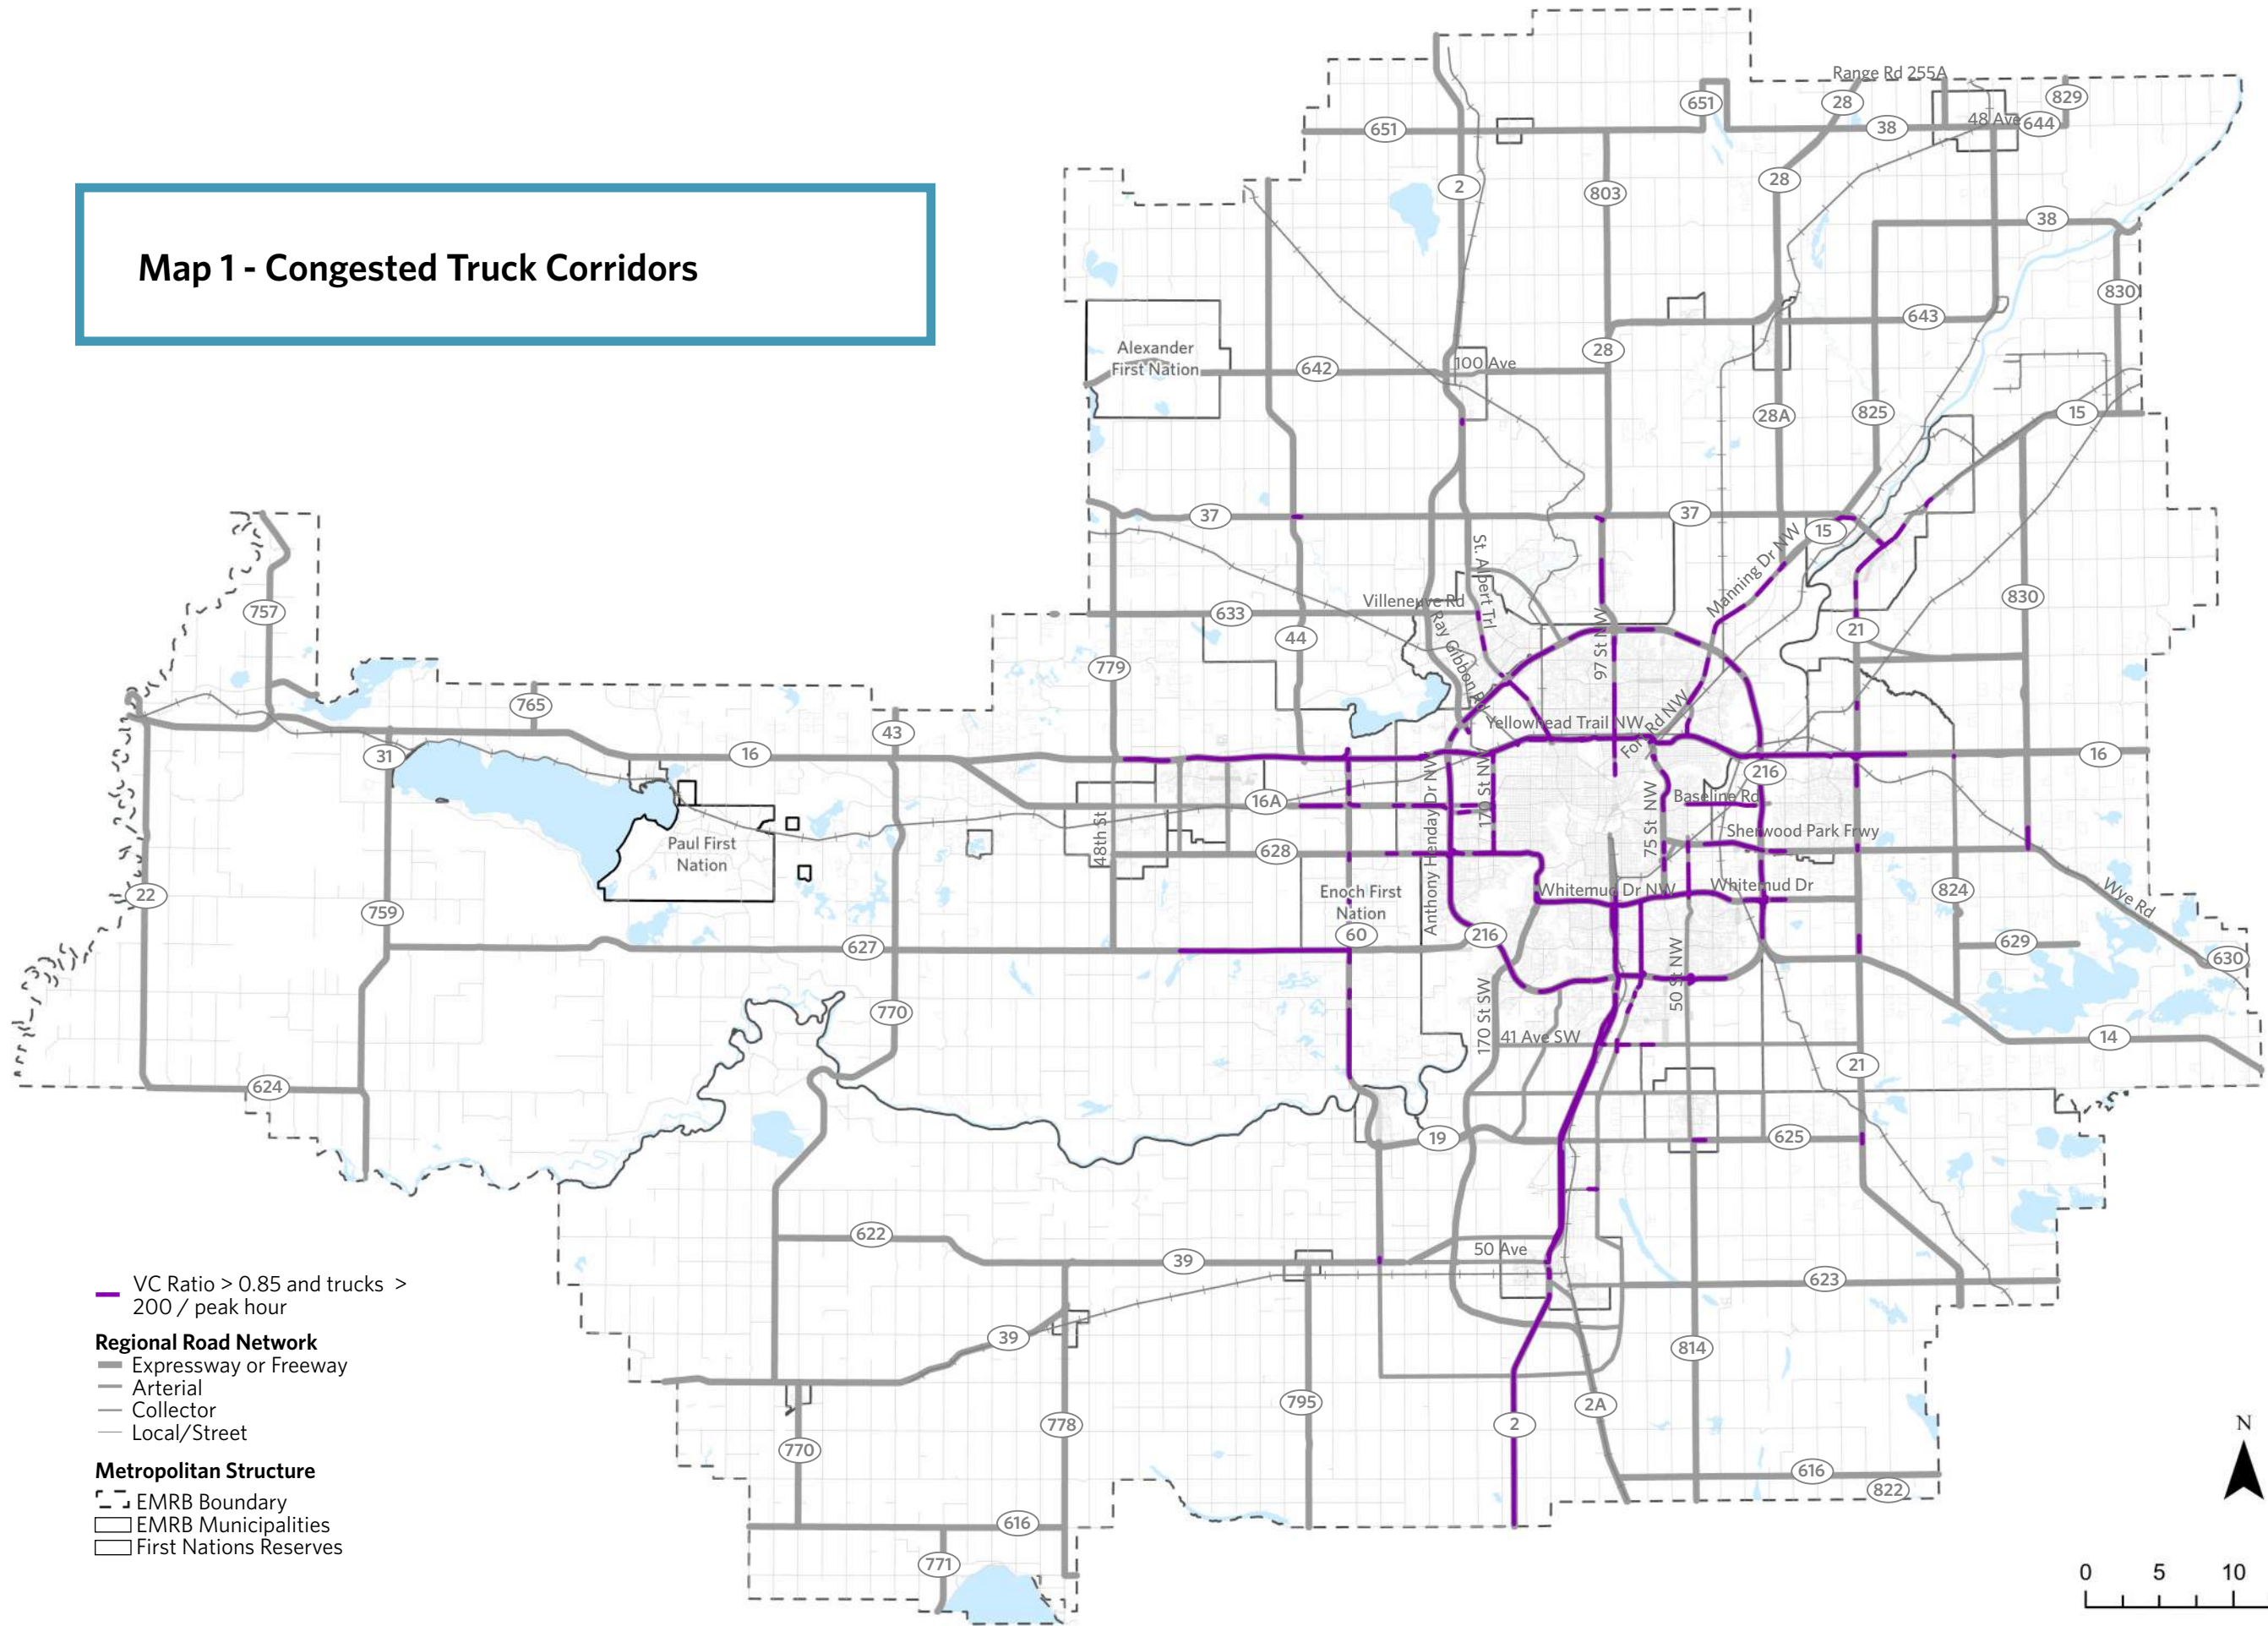 Map 1 - Congested Truck Corridors
Range Rd 255A
28
829
651
651
38
48 Ave
644
2
803
28
38
830
643
Alexander
First Nation
642
100 Ave
28
28A
825
15
37
37
15
Manning Dr NW
St. Albert Trl
Villeneuve Rd
633
757
44
779
Ray Gibbon Dr
97 St NW
830
21
765
43
31
16
Yellowhead Trail NW
Fort Rd NW
16
216
170 St NW
Anthony Henday Dr NW
75 St NW
Baseline Rd
16A
Sherwood Park Frwy
48th St
628
Paul First
Nation
Enoch First
Nation
60
Whitemud Dr NW
Whitemud Dr
824
Wye Rd
22
759
627
216
50 St NW
629
630
770
170 St SW
41 Ave SW
14
21
624
19
625
622
39
50 Ave
623
39
814
795
2A
2
778
770
616
822
616
771
VC Ratio > 0.85 and trucks >
200 / peak hour
Regional Road Network
Expressway or Freeway
Arterial
Collector
Local/Street
Metropolitan Structure
EMRB Boundary
EMRB Municipalities
First Nations Reserves
N
0 5 10